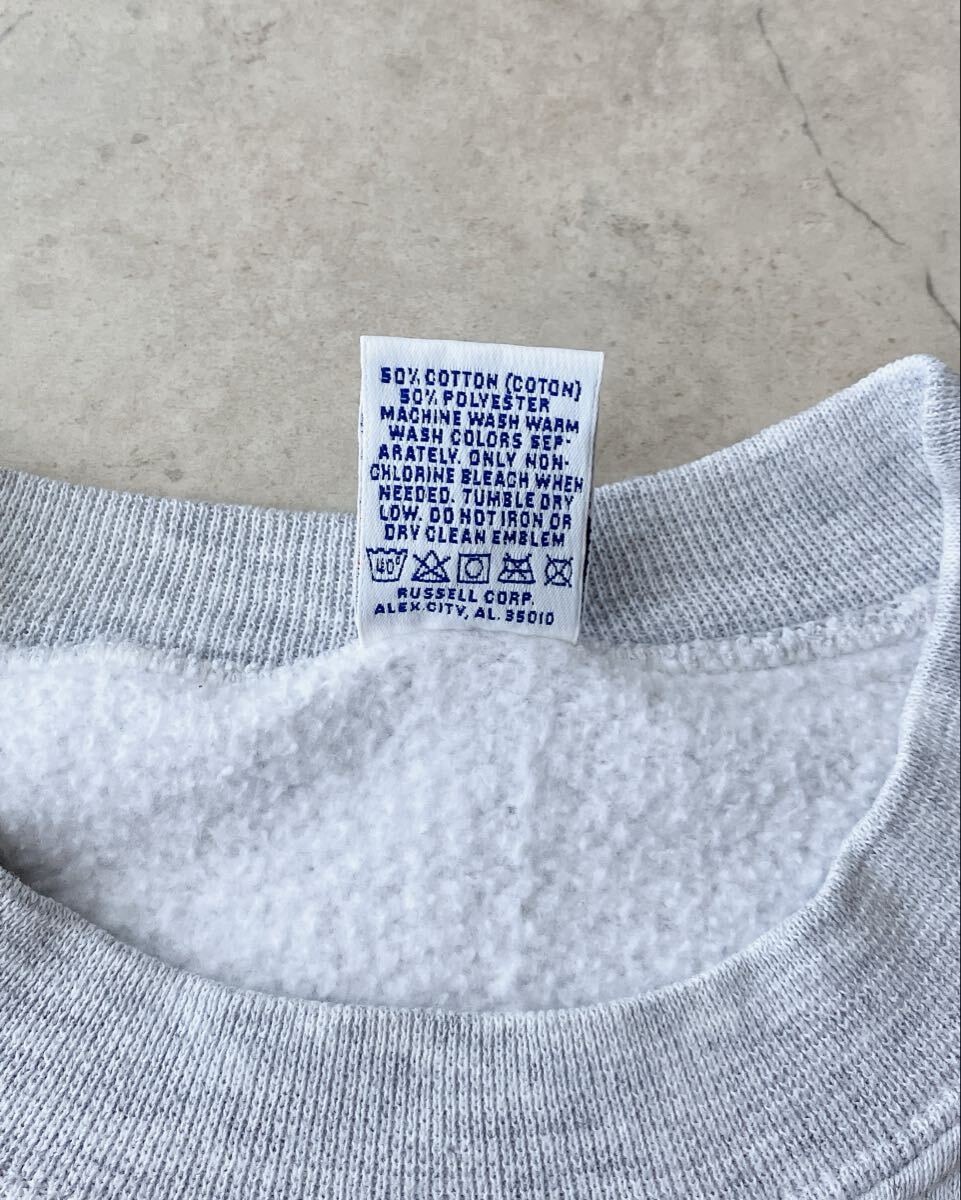 50% COTTON (COTON)
50% POLYESTER
MACHINE WASH WARM
WASH COLORS SEP-
ARATELY. ONLY NON-
CHLORINE BLEACH WHEN
NEEDED. TUMBLE DRY
LOW. DO NOT IRON OR
DRY CLEAN EMBLEM
40°
RUSSELL CORP.
ALEX CITY, AL. 35010